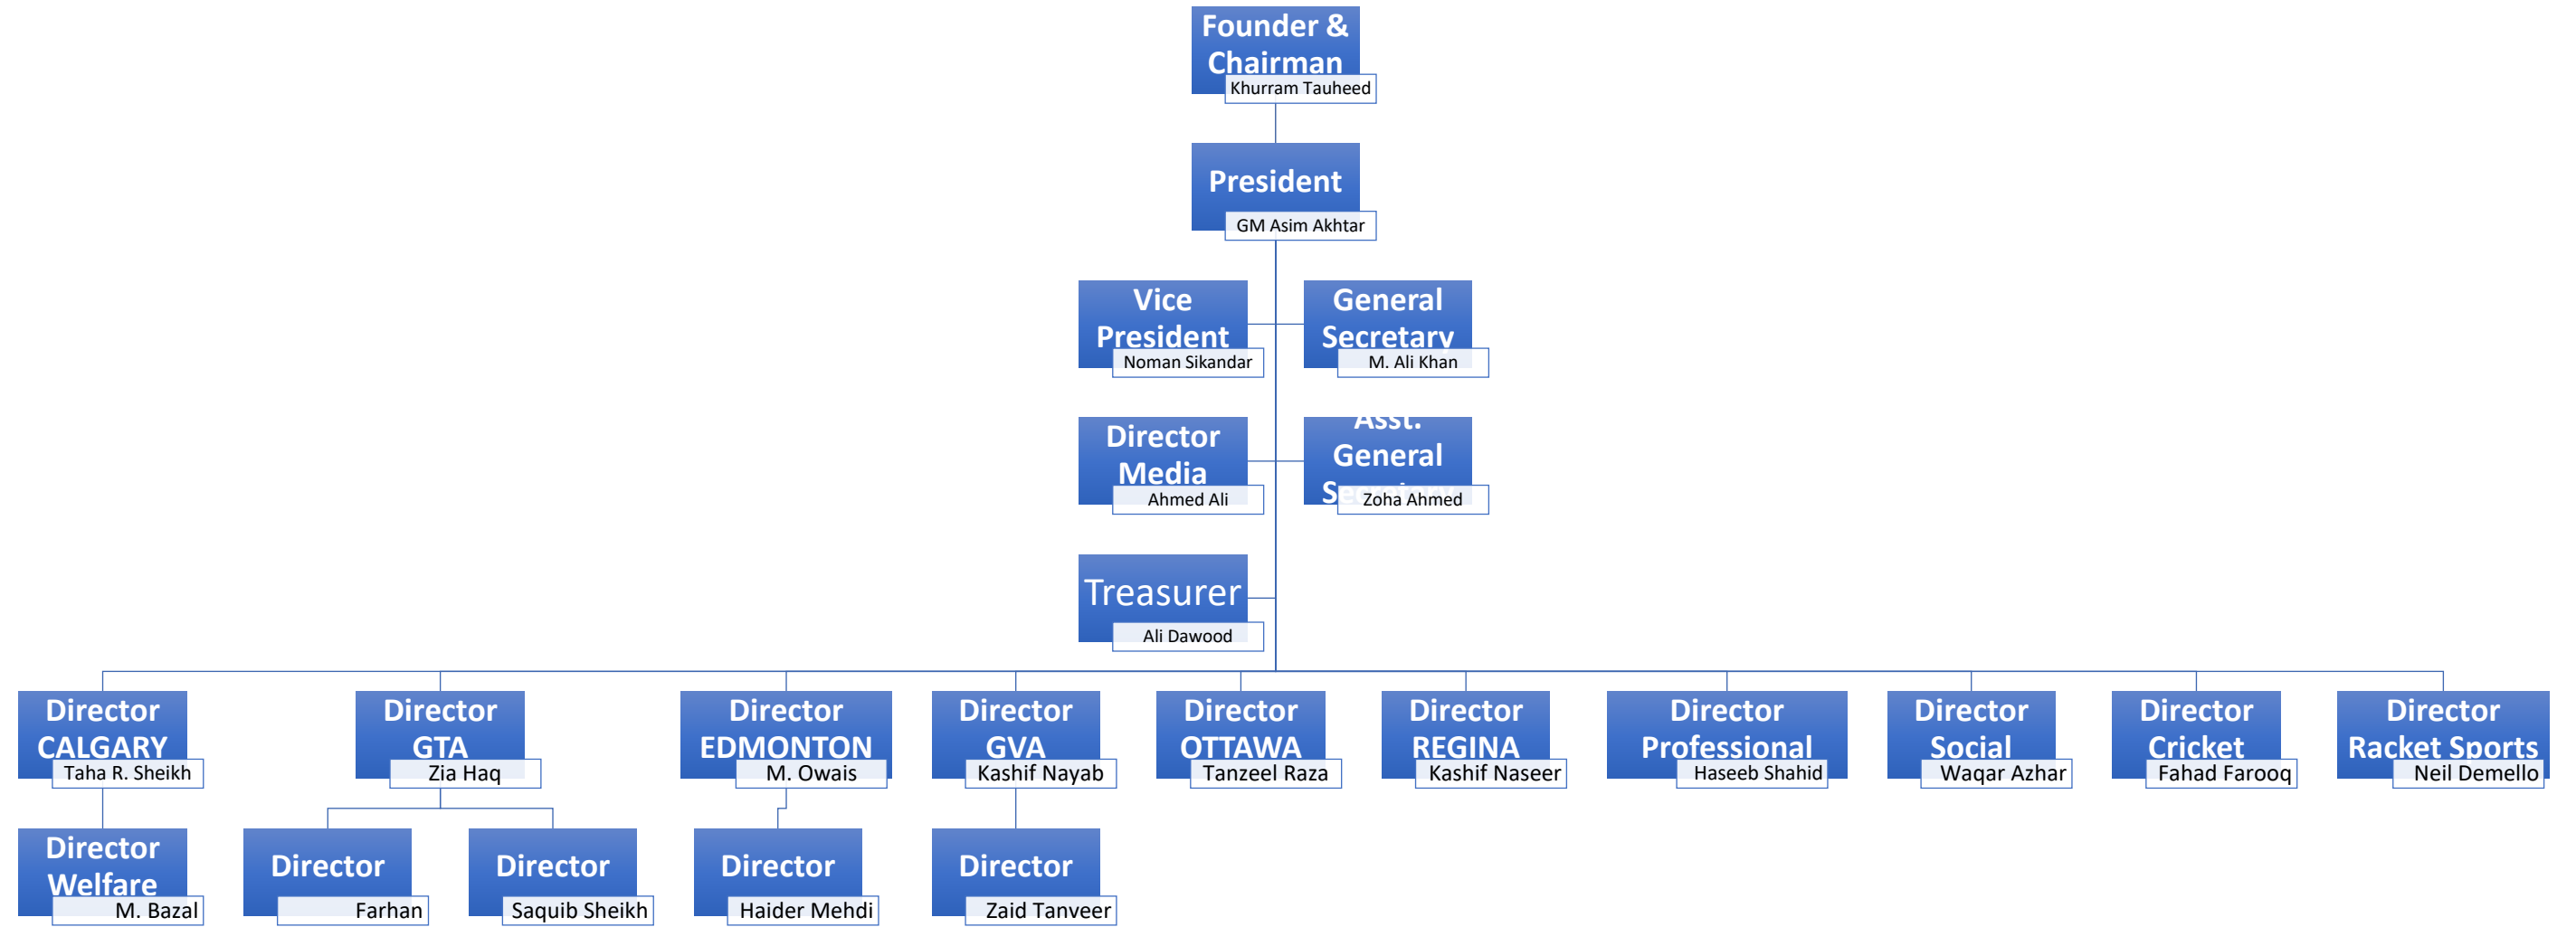 Founder &
Chairman
Khurram Tauheed
President
GM Asim Akhtar
Vice
President
Noman Sikandar
General
Secretary
M. Ali Khan
Director
Media
Ahmed Ali
Asst.
General
Zoha Ahmed
Treasurer
Ali Dawood
Director
CALGARY
Taha R. Sheikh
Director
GTA
Zia Haq
Director
EDMONTON
M. Owais
Director
GVA
Kashif Nayab
Director
OTTAWA
Tanzeel Raza
Director
REGINA
Kashif Naseer
Director
Professional
Haseeb Shahid
Director
Social
Waqar Azhar
Director
Cricket
Fahad Farooq
Director
Racket Sports
Neil Demello
Director
Welfare
M. Bazal
Director
Farhan
Director
Saquib Sheikh
Director
Haider Mehdi
Director
Zaid Tanveer